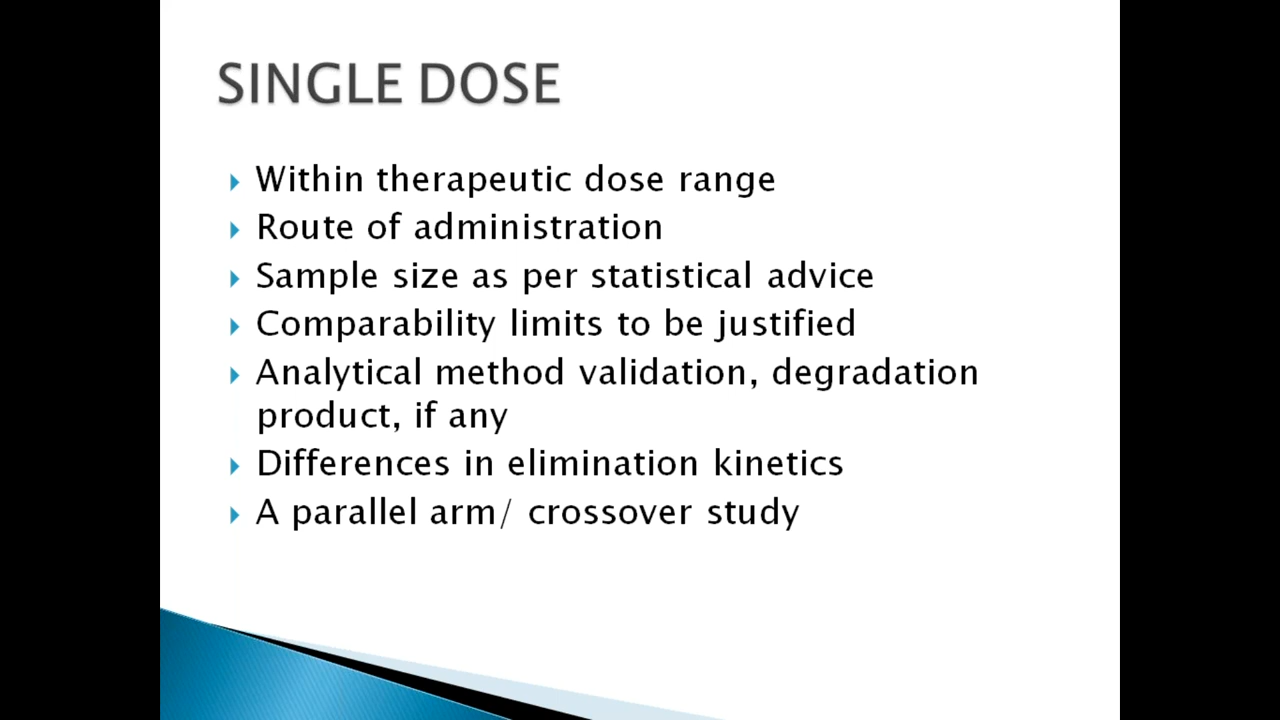 SINGLE DOSE
Within therapeutic dose range
Route of administration
Sample size as per statistical advice
Comparability limits to be justified
Analytical method validation, degradation
product, if any
Differences in elimination kinetics
A parallel arm/ crossover study